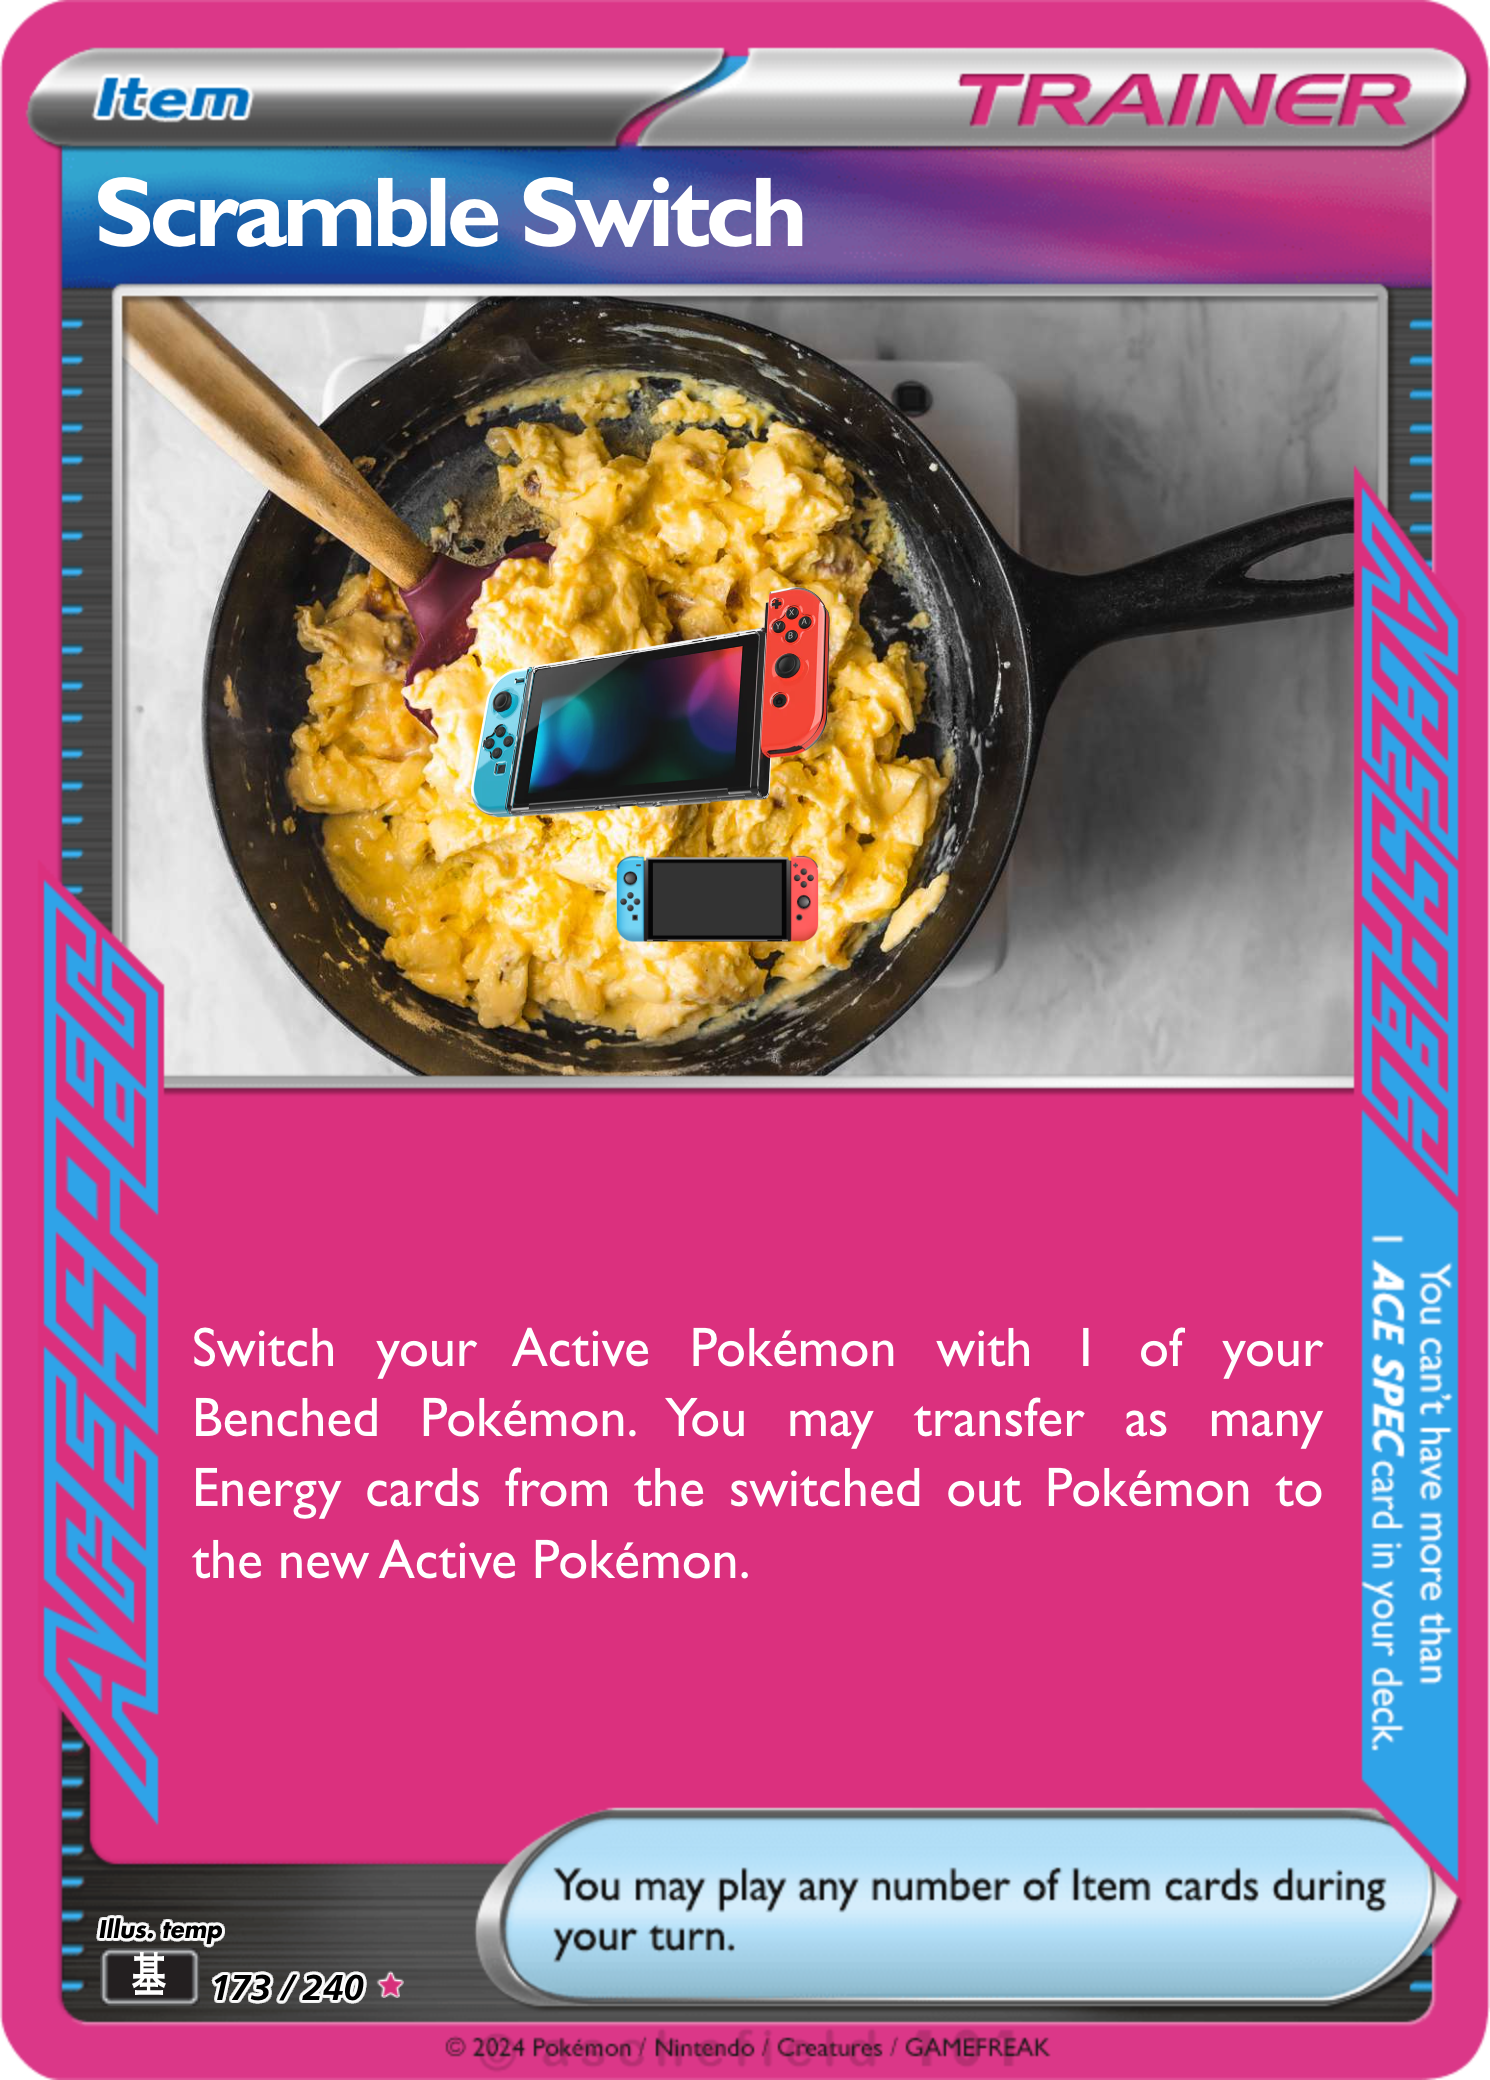 Item
TRAINER
Scramble Switch
X
Y
A
B
ACE SPEC
ACE SPEC
Switch your Active Pokémon with 1 of your
Benched Pokémon. You may transfer as many
Energy cards from the switched out Pokémon to
the new Active Pokémon.
You can't have more than
1 ACE SPEC card in your deck.
You may play any number of Item cards during
your turn.
Illus. temp
基
173 / 240
© 2024 Pokémon / Nintendo / Creatures / GAMEFREAK